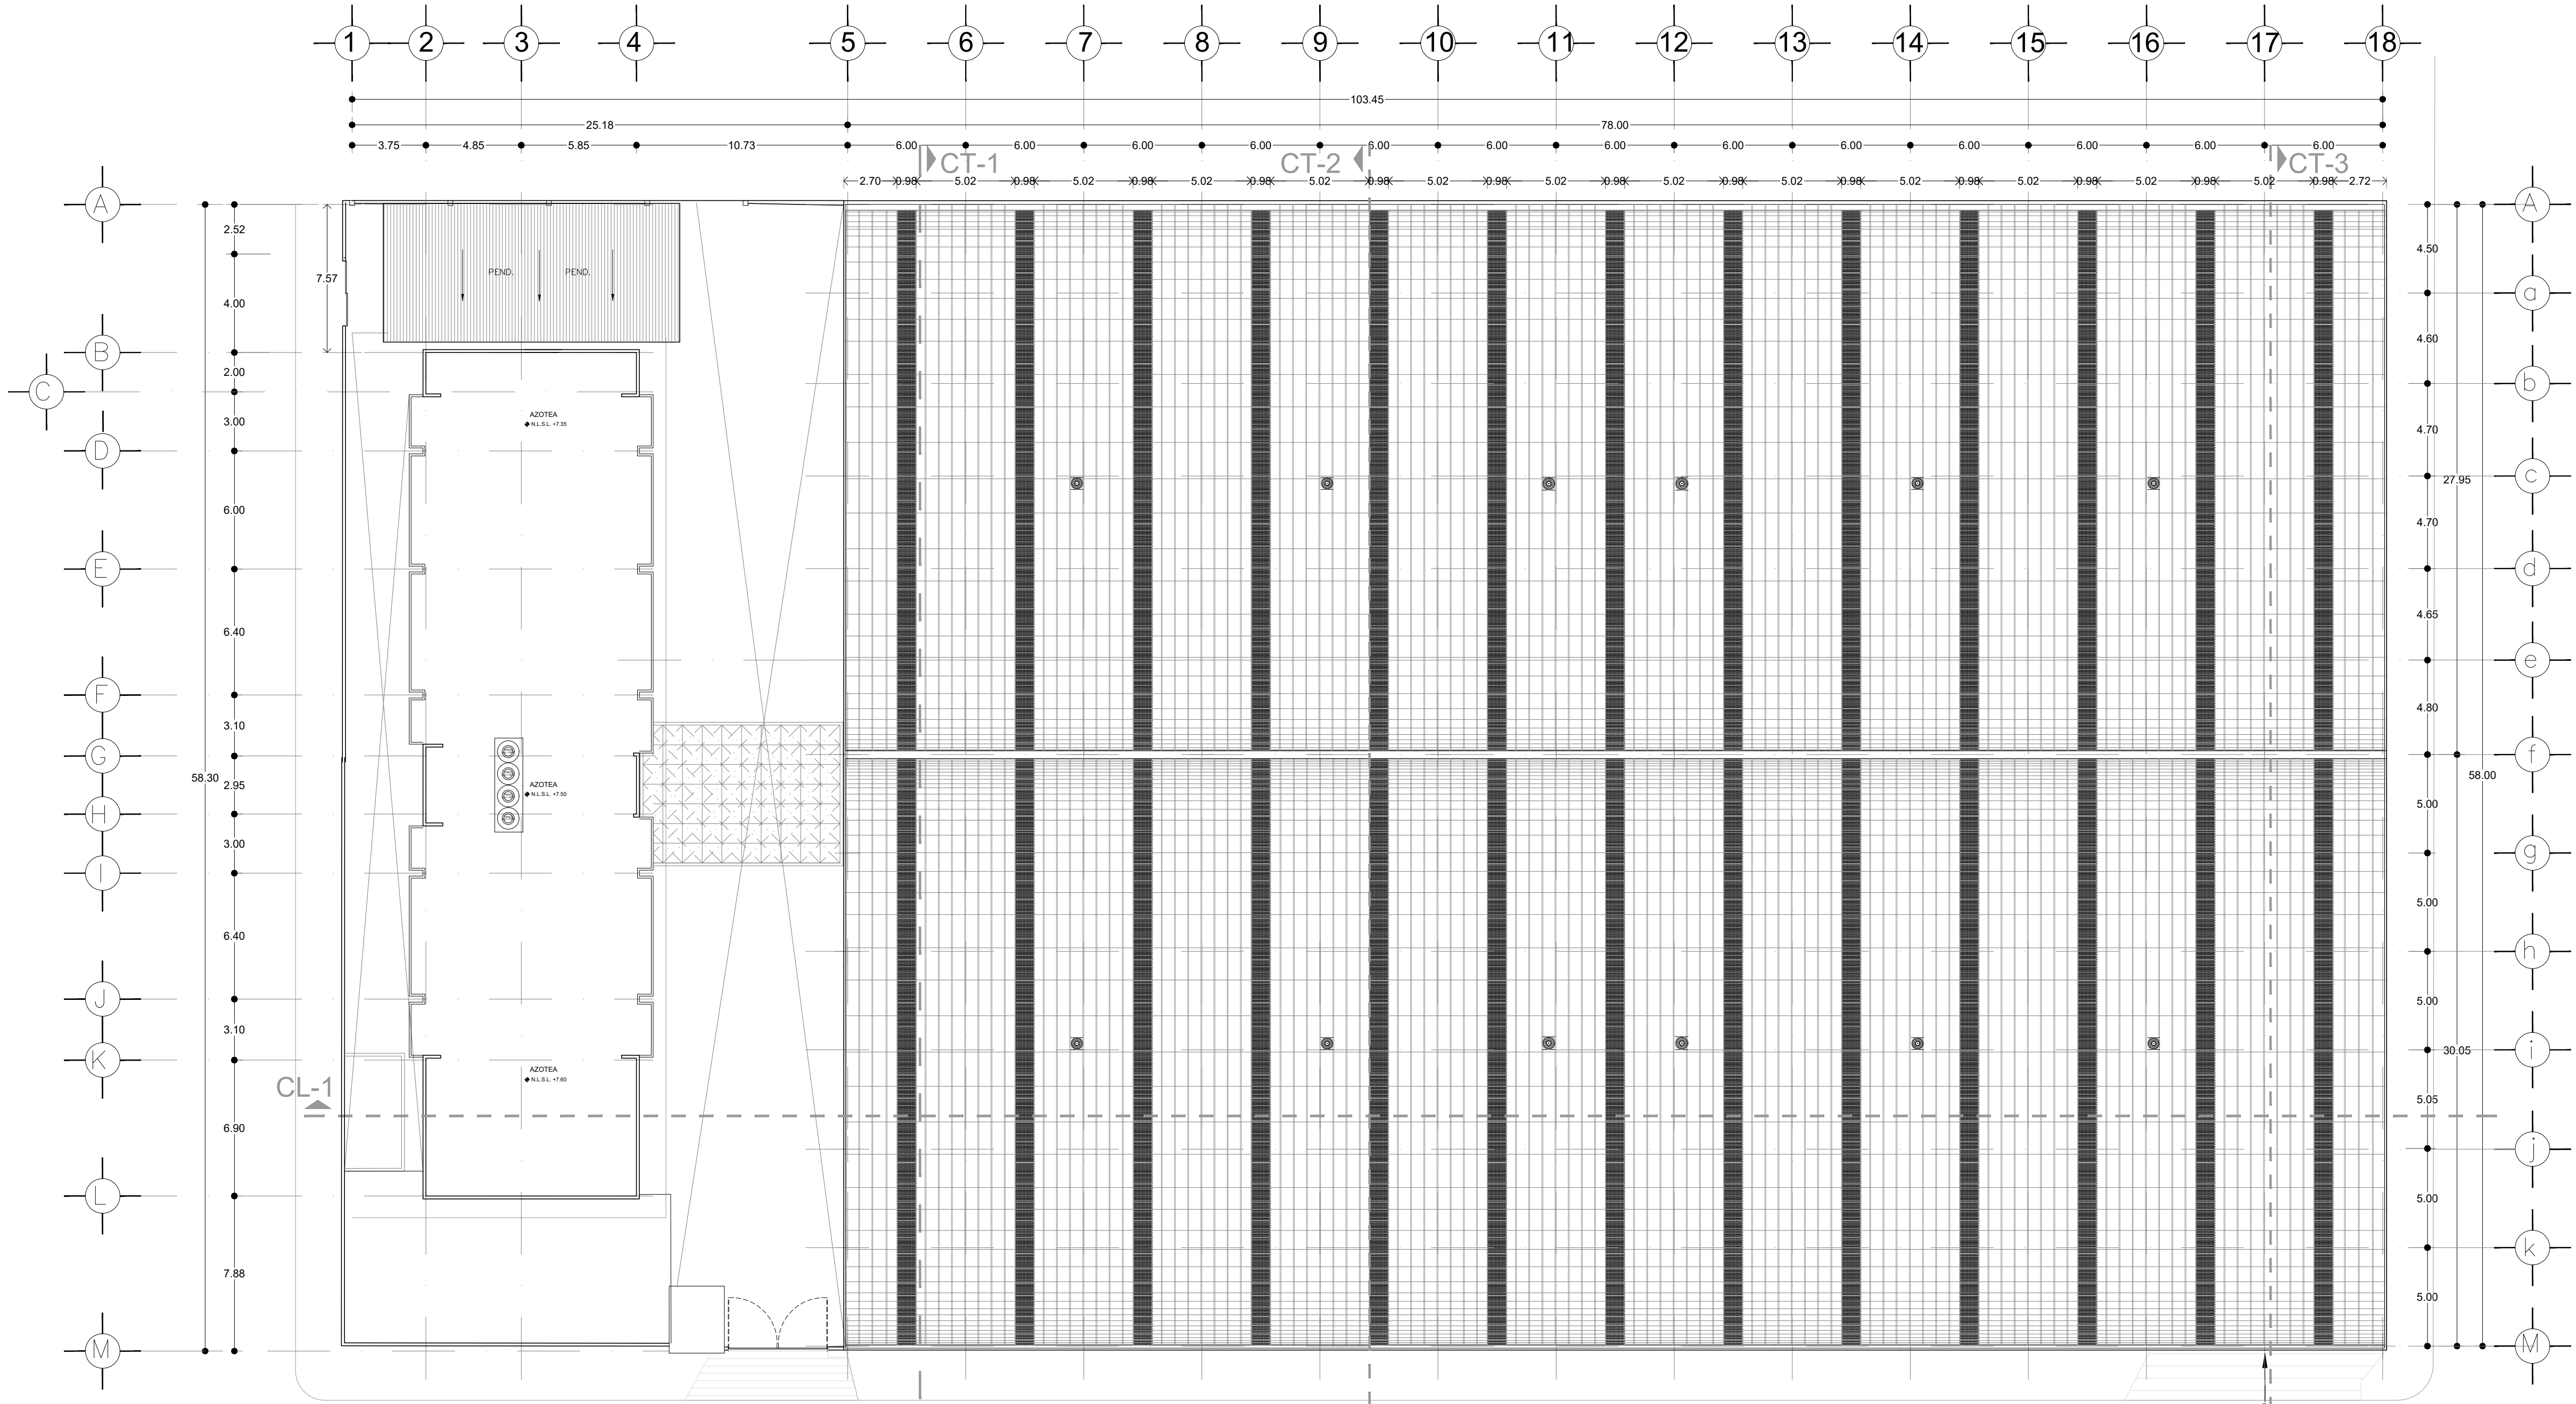 1 2 3 4 5 6 7 8 9 10 11 12 13 14 15 16 17 18
103.45
25.18 78.00
3.75 4.85 5.85 10.73 6.00 6.00 6.00 6.00 6.00 6.00 6.00 6.00 6.00 6.00 6.00 6.00 6.00
CT-1 CT-2 CT-3
2.70 0.98 5.02 0.98 5.02 0.98 5.02 0.98 5.02 0.98 5.02 0.98 5.02 0.98 5.02 0.98 5.02 0.98 5.02 0.98 5.02 0.98 5.02 0.98 5.02 0.98 2.72
A A
2.52
4.50
PEND. PEND.
7.57
a
4.00
4.60
B
2.00
b
C
AZOTEA
N.L.S.L. +7.35
3.00
4.70
D
c
27.95
6.00
4.70
E
d
4.65
6.40
e
F
4.80
3.10
G
f
58.30
58.00
2.95
AZOTEA
N.L.S.L. +7.50
5.00
H
3.00
g
I
5.00
6.40
h
J
5.00
3.10
i
30.05
K
AZOTEA
N.L.S.L. +7.60
CL-1
5.05
6.90
j
L
5.00
k
7.88
5.00
M M